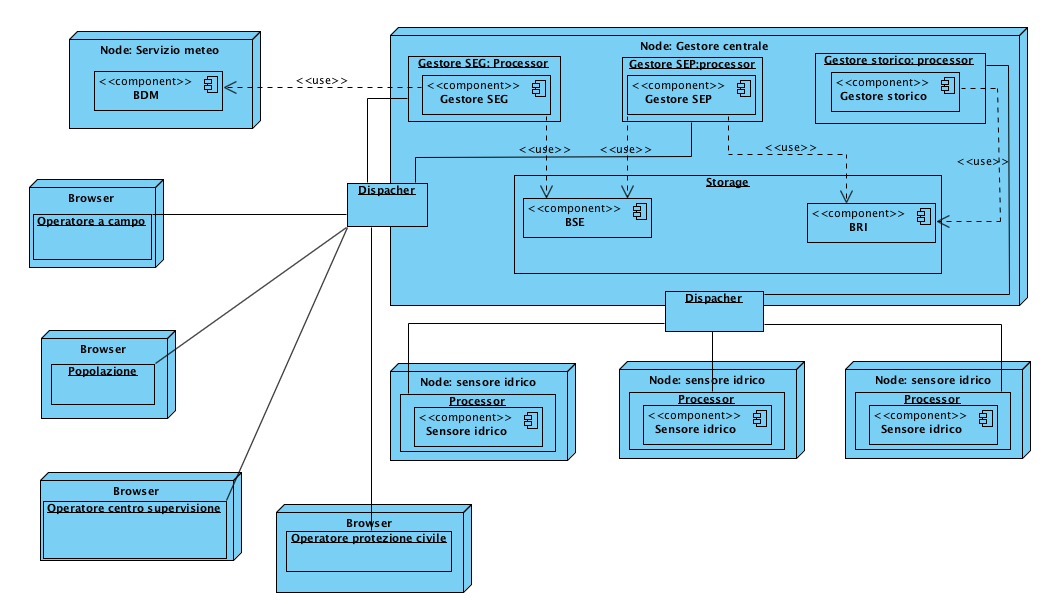 Node: Servizio meteo
<<component>>
BDM
<<use>>
Node: Gestore centrale
Gestore SEG: Processor
<<component>>
Gestore SEG
Gestore SEP:processor
<<component>>
Gestore SEP
Gestore storico: processor
<<component>>
Gestore storico
<<use>>
<<use>>
<<use>>
<<use>>
Storage
<<component>>
BSE
<<component>>
BRI
Dispacher
Browser
Operatore a campo
Dispacher
Browser
Popolazione
Node: sensore idrico
Processor
<<component>>
Sensore idrico
Node: sensore idrico
Processor
<<component>>
Sensore idrico
Node: sensore idrico
Processor
<<component>>
Sensore idrico
Browser
Operatore centro supervisione
Browser
Operatore protezione civile